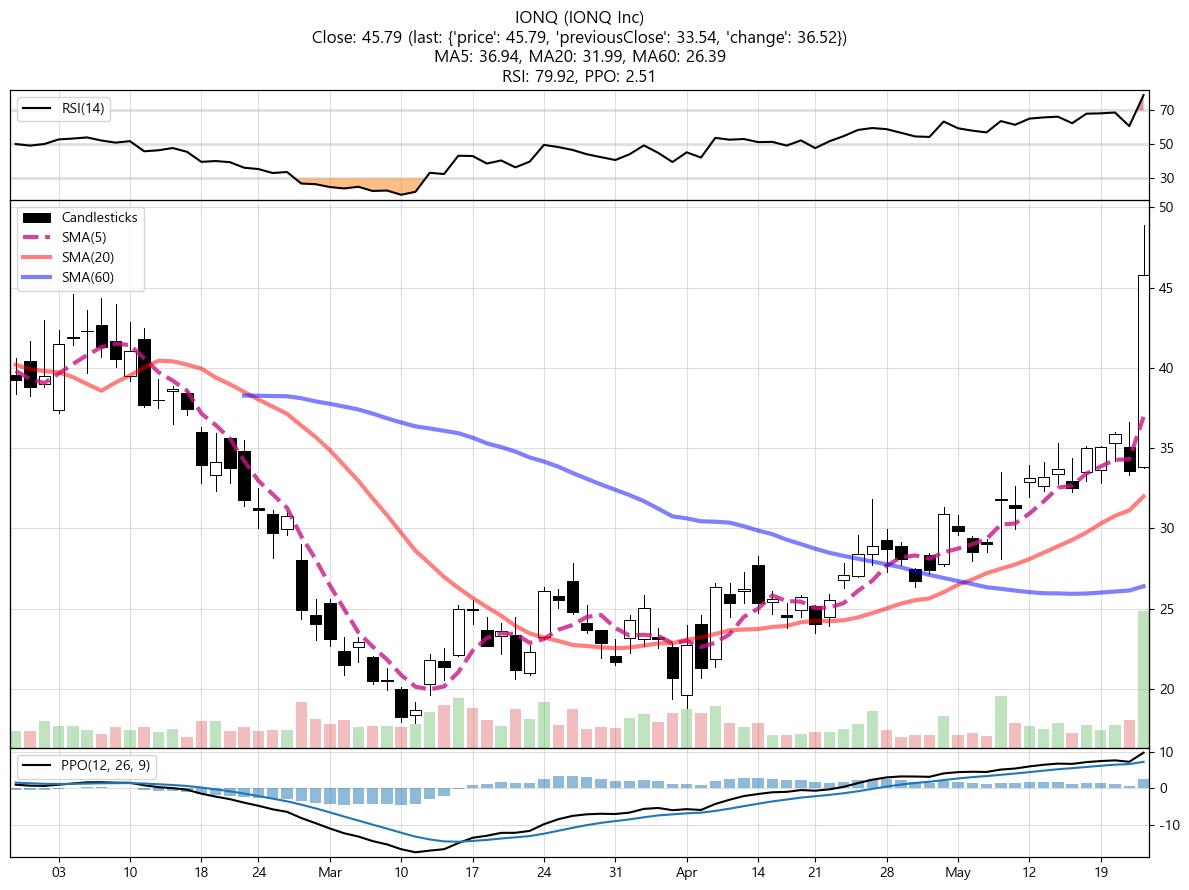 IONQ (IONQ Inc)
Close: 45.79 (last: {'price': 45.79, 'previousClose': 33.54, 'change': 36.52})
MA5: 36.94, MA20: 31.99, MA60: 26.39
RSI: 79.92, PPO: 2.51
RSI(14)
70
50
30
Candlesticks
SMA(5)
SMA(20)
SMA(60)
50
45
40
35
30
25
20
PPO(12, 26, 9)
10
0
-10
03 10 18 24 Mar 10 17 24 31 Apr 14 21 28 May 12 19